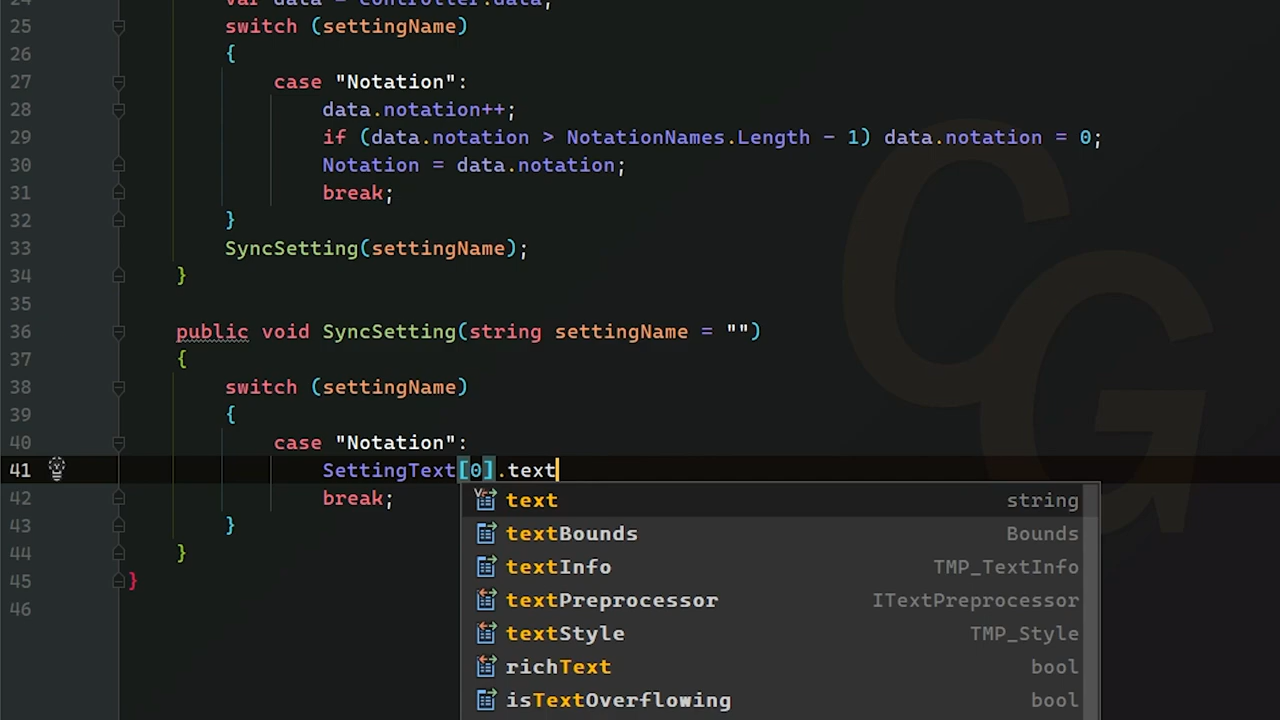 24 var data = controller.data;
25 switch (settingName)
26 {
27 case "Notation":
28 data.notation++;
29 if (data.notation > NotationNames.Length - 1) data.notation = 0;
30 Notation = data.notation;
31 break;
32 }
33 SyncSetting(settingName);
34 }
35
36 public void SyncSetting(string settingName = "")
37 {
38 switch (settingName)
39 {
40 case "Notation":
41 SettingText[0].text
text string
42 break;
textBounds Bounds
43 }
textInfo TMP_TextInfo
44 }
45 }
textPreprocessor ITextPreprocessor
46
textStyle TMP_Style
richText bool
isTextOverflowing bool
CG